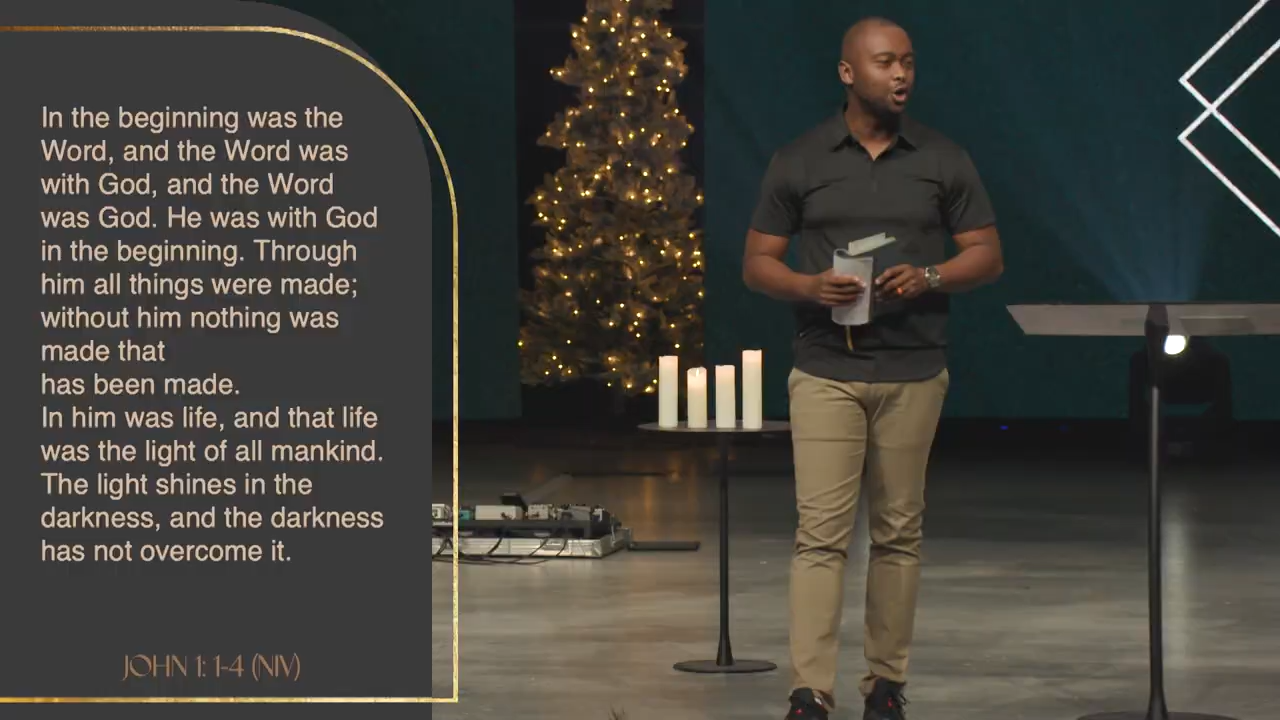 In the beginning was the
Word, and the Word was
with God, and the Word
was God. He was with God
in the beginning. Through
him all things were made;
without him nothing was
made that
has been made.
In him was life, and that life
was the light of all mankind.
The light shines in the
darkness, and the darkness
has not overcome it.
JOHN 1: 1-4 (NIV)